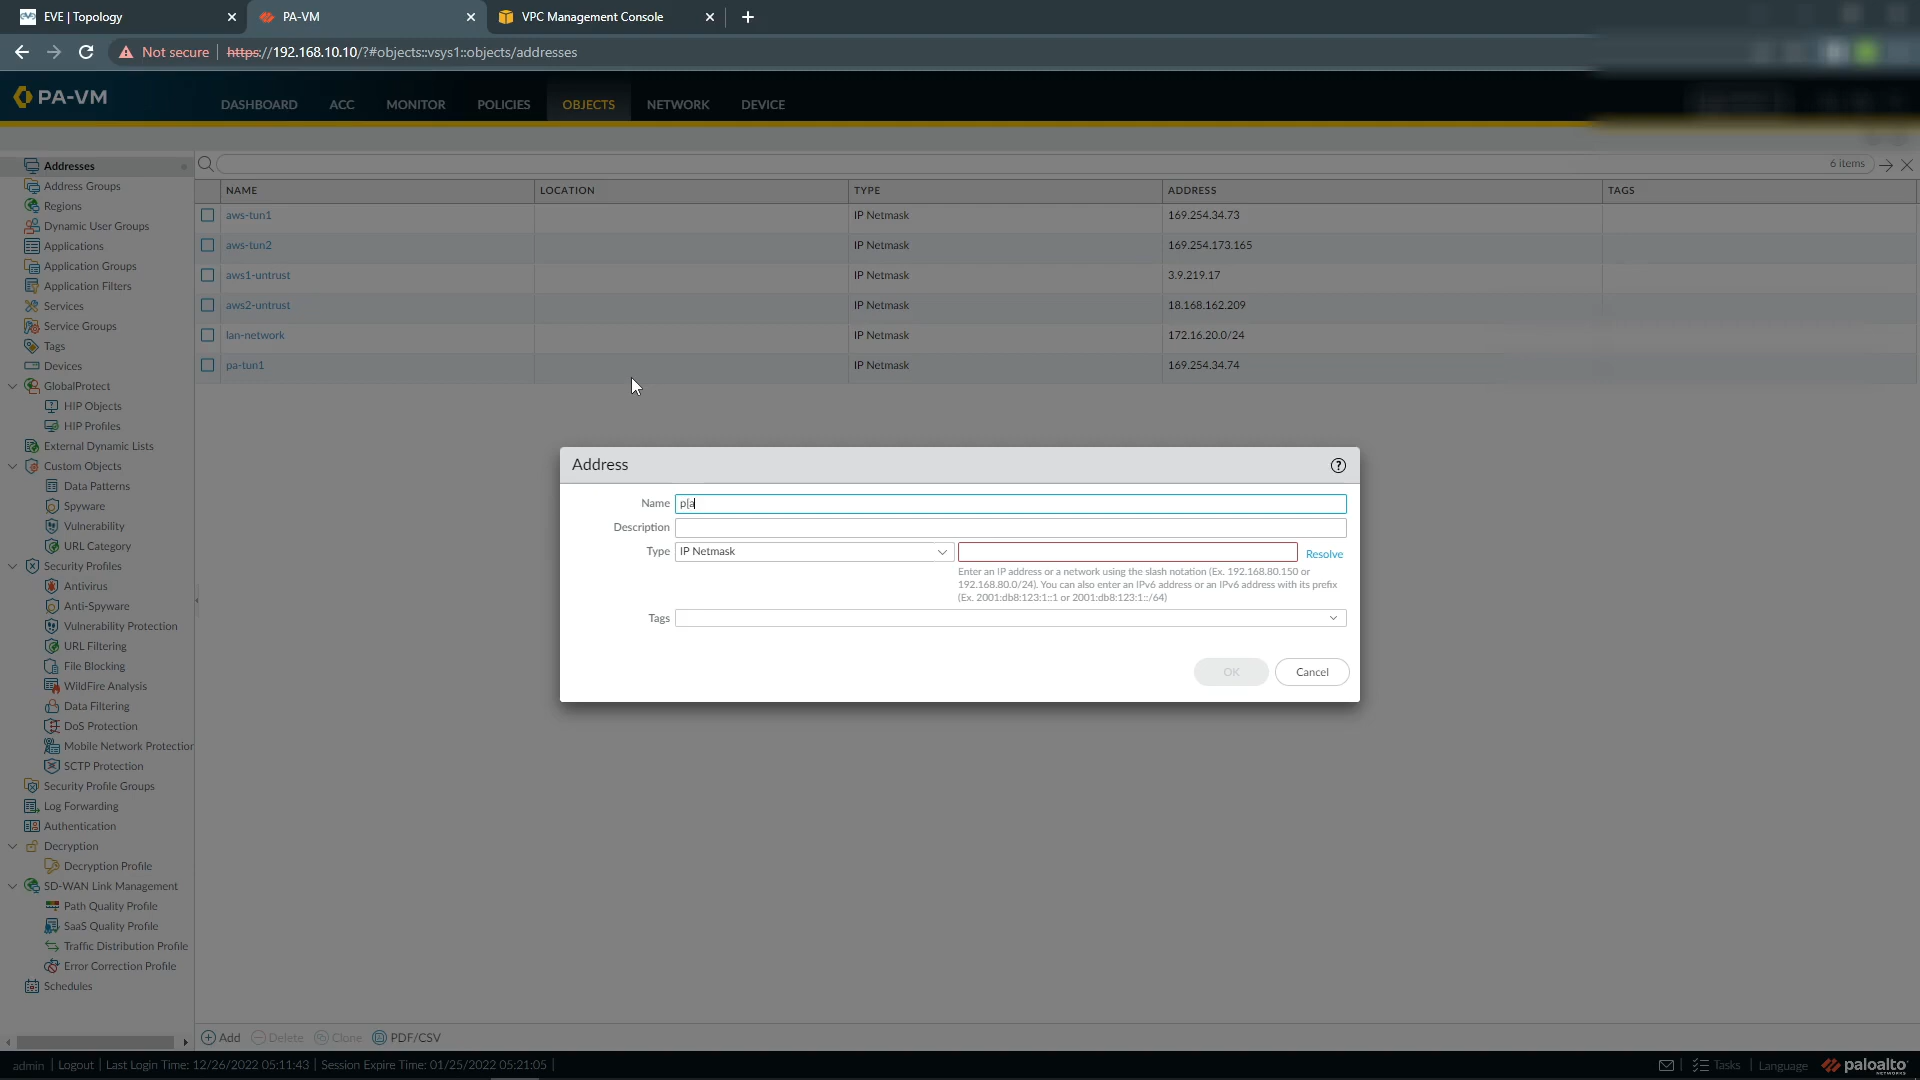 EVE | Topology
PA-VM
VPC Management Console
Not secure
https://192.168.10.10/?#objects::vsys1::objects/addresses
PA-VM
DASHBOARD
ACC
MONITOR
POLICIES
OBJECTS
NETWORK
DEVICE
6 items
Addresses
Address Groups
Regions
Dynamic User Groups
Applications
Application Groups
Application Filters
Services
Service Groups
Tags
Devices
GlobalProtect
HIP Objects
HIP Profiles
External Dynamic Lists
Custom Objects
Data Patterns
Spyware
Vulnerability
URL Category
Security Profiles
Antivirus
Anti-Spyware
Vulnerability Protection
URL Filtering
File Blocking
WildFire Analysis
Data Filtering
DoS Protection
Mobile Network Protection
SCTP Protection
Security Profile Groups
Log Forwarding
Authentication
Decryption
Decryption Profile
SD-WAN Link Management
Path Quality Profile
SaaS Quality Profile
Traffic Distribution Profile
Error Correction Profile
Schedules
NAME LOCATION TYPE ADDRESS TAGS
aws-tun1 IP Netmask 169.254.34.73
aws-tun2 IP Netmask 169.254.173.165
aws1-untrust IP Netmask 3.9.219.17
aws2-untrust IP Netmask 18.168.162.209
lan-network IP Netmask 172.16.20.0/24
pa-tun1 IP Netmask 169.254.34.74
Address
Name p[a
Description
Type IP Netmask Resolve
Enter an IP address or a network using the slash notation (Ex. 192.168.80.150 or
192.168.80.0/24). You can also enter an IPv6 address or an IPv6 address with its prefix
(Ex. 2001:db8:123:1::1 or 2001:db8:123:1::/64)
Tags
OK Cancel
Add Delete Clone PDF/CSV
admin | Logout | Last Login Time: 12/26/2022 05:11:43 | Session Expire Time: 01/25/2022 05:21:05 |
Tasks | Language
paloalto
NETWORKS